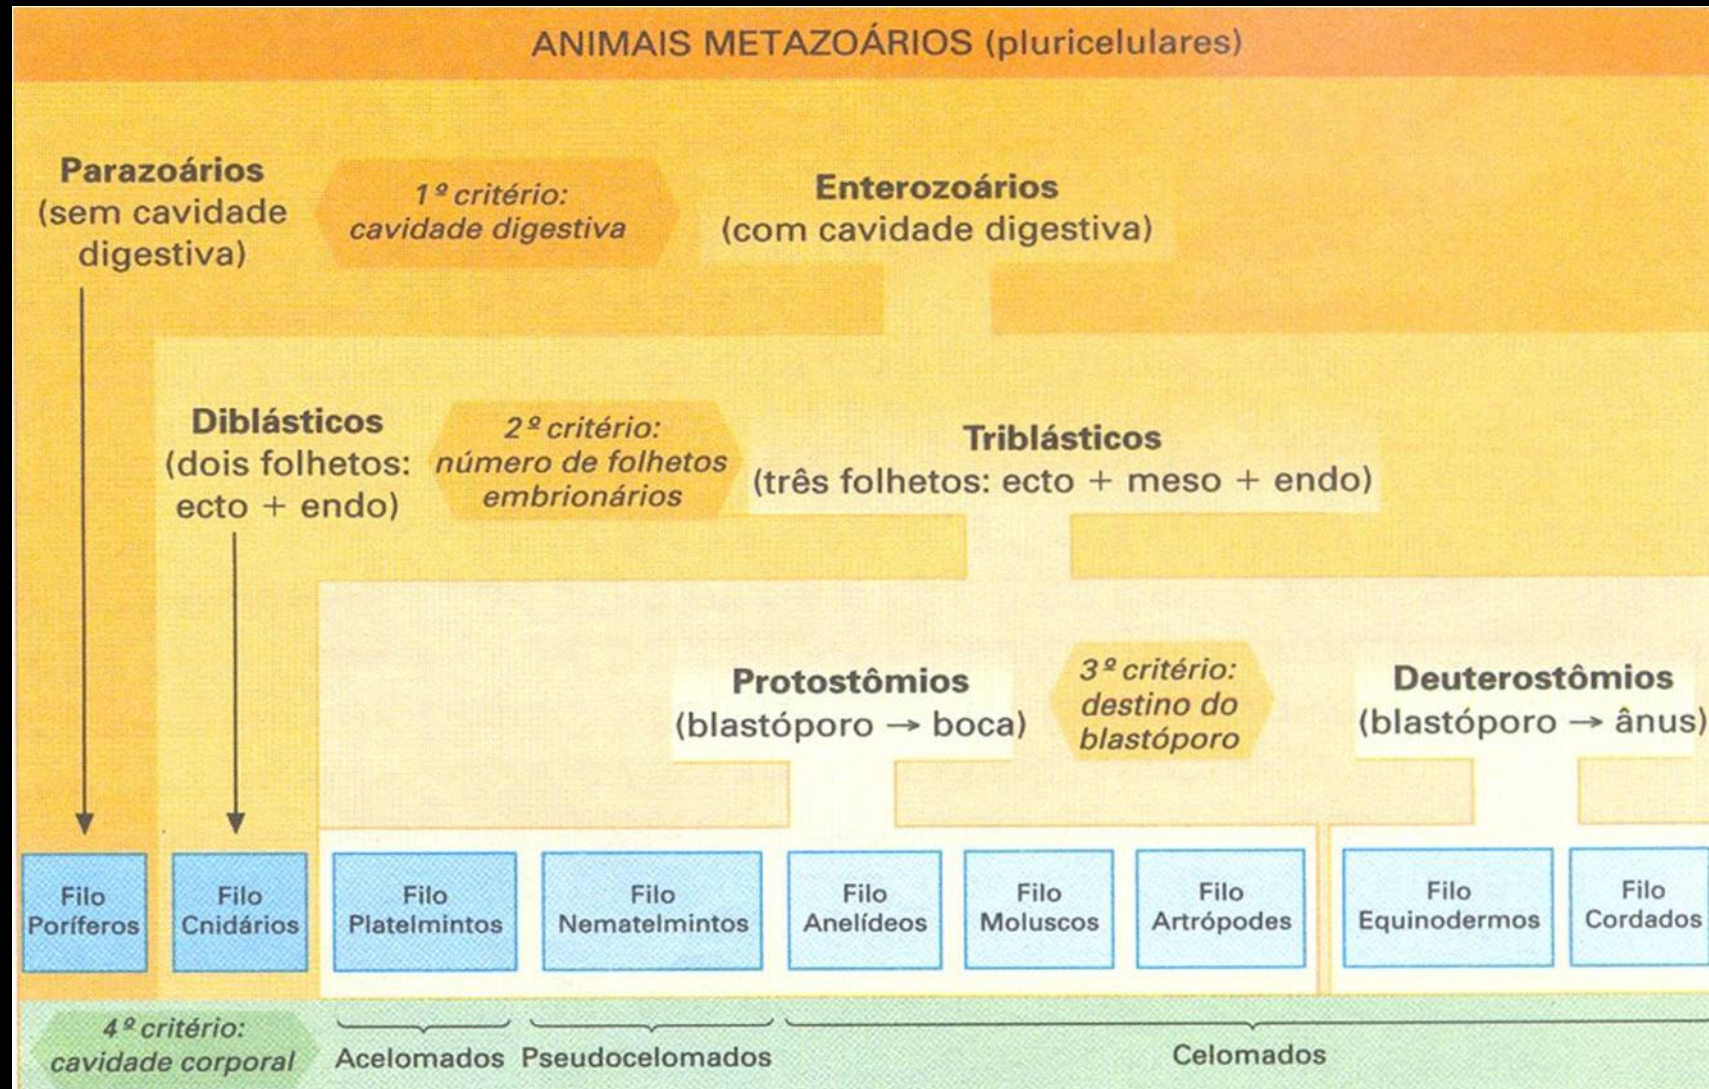 ANIMAIS METAZOÁRIOS (pluricelulares)
Parazoários
(sem cavidade
digestiva)
1º critério:
cavidade digestiva
Enterozoários
(com cavidade digestiva)
Diblásticos
(dois folhetos:
ecto + endo)
2º critério:
número de folhetos
embrionários
Triblásticos
(três folhetos: ecto + meso + endo)
Protostômios
(blastóporo → boca)
3º critério:
destino do
blastóporo
Deuterostômios
(blastóporo → ânus)
Filo
Poríferos
Filo
Cnidários
Filo
Platelmintos
Filo
Nematelmintos
Filo
Anelídeos
Filo
Moluscos
Filo
Artrópodes
Filo
Equinodermos
Filo
Cordados
4º critério:
cavidade corporal
Acelomados
Pseudocelomados
Celomados